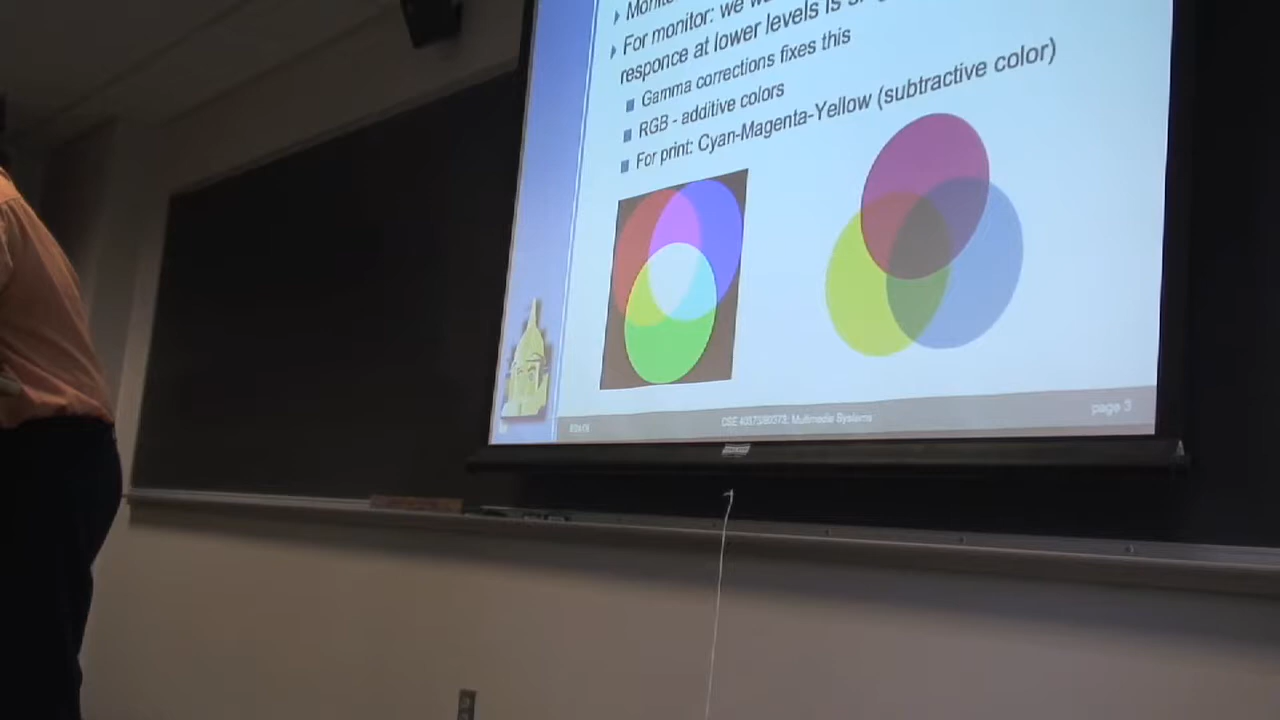 For monitor: we
responce at lower levels is
Gamma corrections fixes this
RGB - additive colors
For print: Cyan-Magenta-Yellow (subtractive color)
CSE 40373/60373: Multimedia Systems
page 3